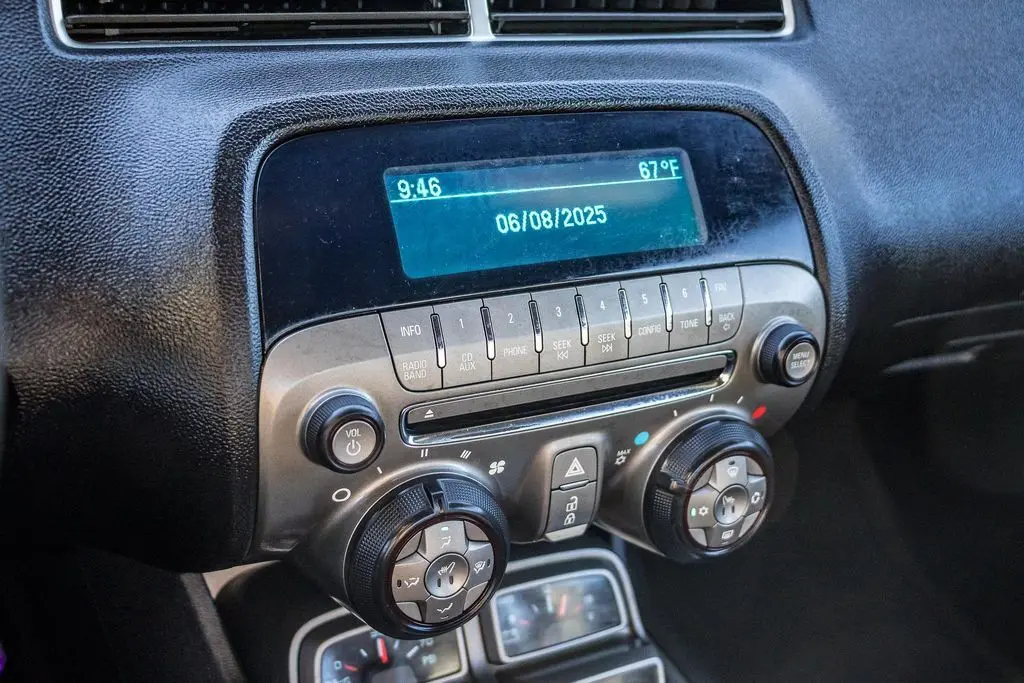 9:46 67°F
06/08/2025
INFO 1 2 3 4 5 6 FAV
RADIO BAND CD AUX PHONE SEEK SEEK CONFIG TONE BACK
MENU SELECT
VOL
MAX